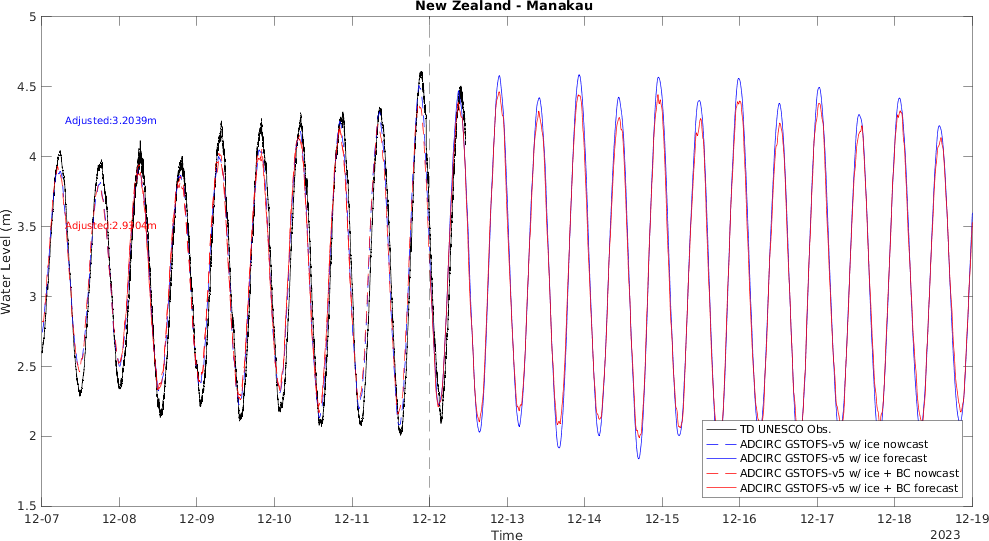 New Zealand - Manakau
5
4.5
4
3.5
3
2.5
2
1.5
Water Level (m)
Adjusted:3.2039m
Adjusted:2.9304m
TD UNESCO Obs.
ADCIRC GSTOFS-v5 w/ ice nowcast
ADCIRC GSTOFS-v5 w/ ice forecast
ADCIRC GSTOFS-v5 w/ ice + BC nowcast
ADCIRC GSTOFS-v5 w/ ice + BC forecast
12-07 12-08 12-09 12-10 12-11 12-12 12-13 12-14 12-15 12-16 12-17 12-18 12-19
Time
2023